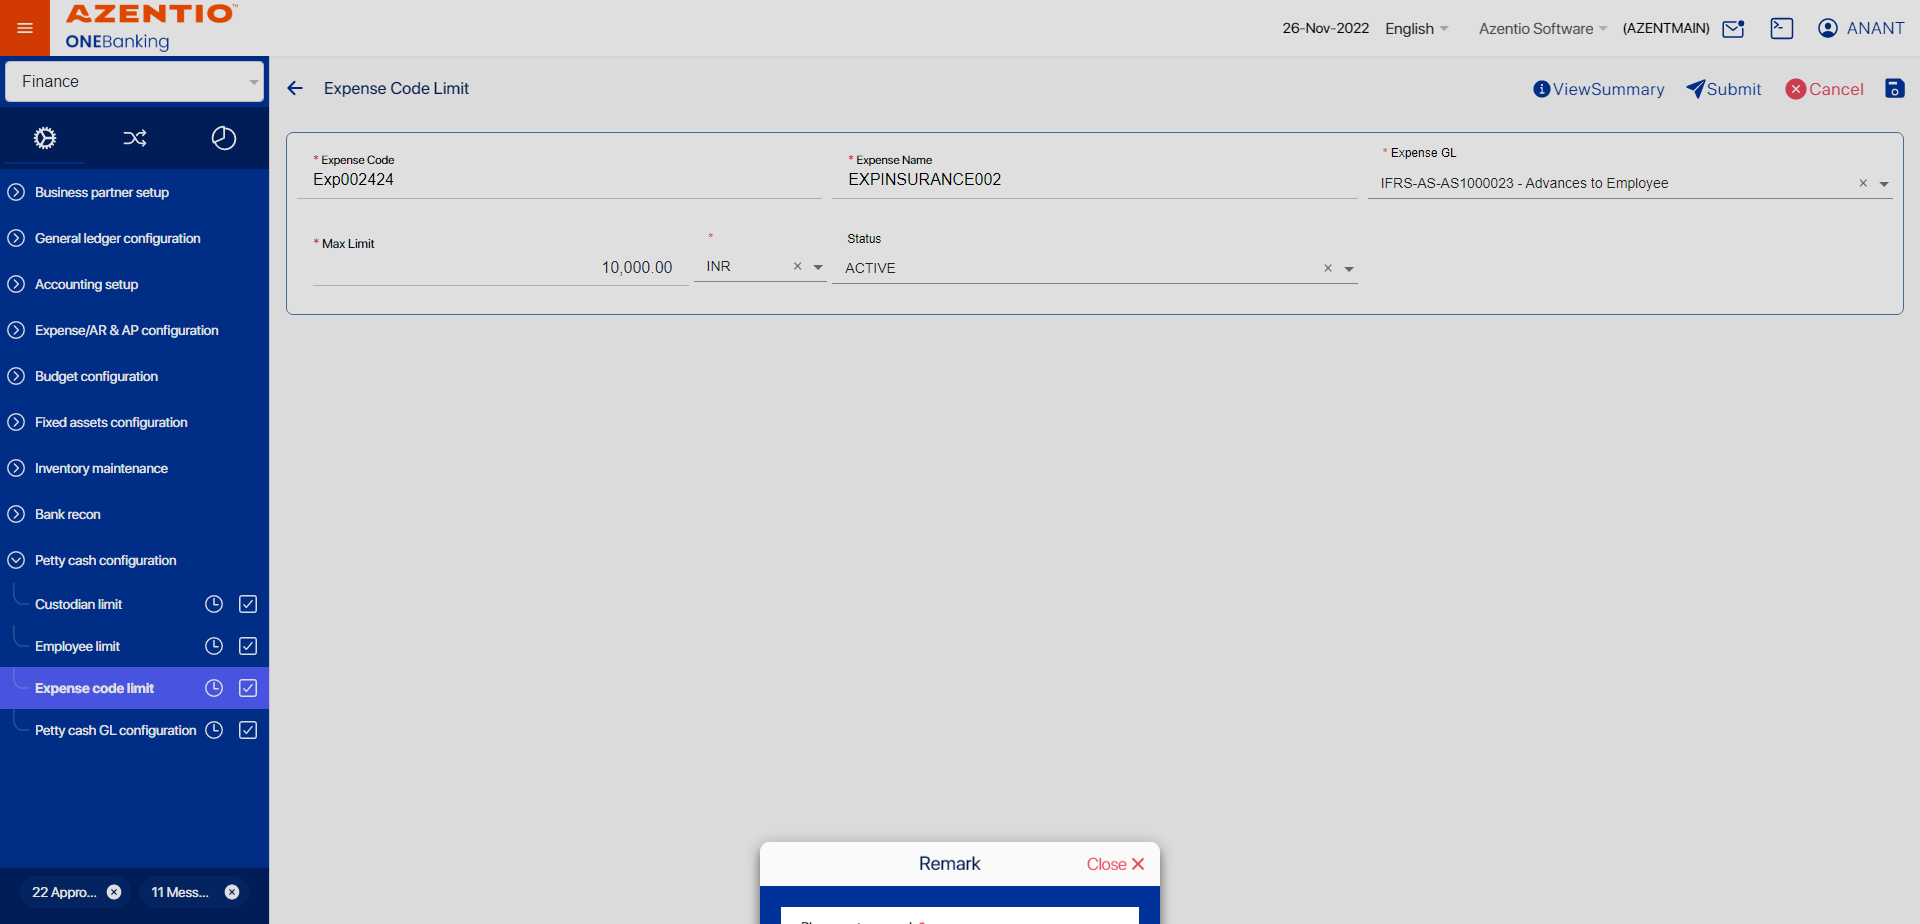 AZENTIO™
ONEBanking
26-Nov-2022 English Azentio Software (AZENTMAIN) ANANT
Finance
Expense Code Limit
ViewSummary Submit Cancel
Business partner setup
General ledger configuration
Accounting setup
Expense/AR & AP configuration
Budget configuration
Fixed assets configuration
Inventory maintenance
Bank recon
Petty cash configuration
Custodian limit
Employee limit
Expense code limit
Petty cash GL configuration
22 Appro... 11 Mess...
* Expense Code
Exp002424
* Expense Name
EXPINSURANCE002
* Expense GL
IFRS-AS-AS1000023 - Advances to Employee
* Max Limit
10,000.00
*
INR
Status
ACTIVE
Remark Close